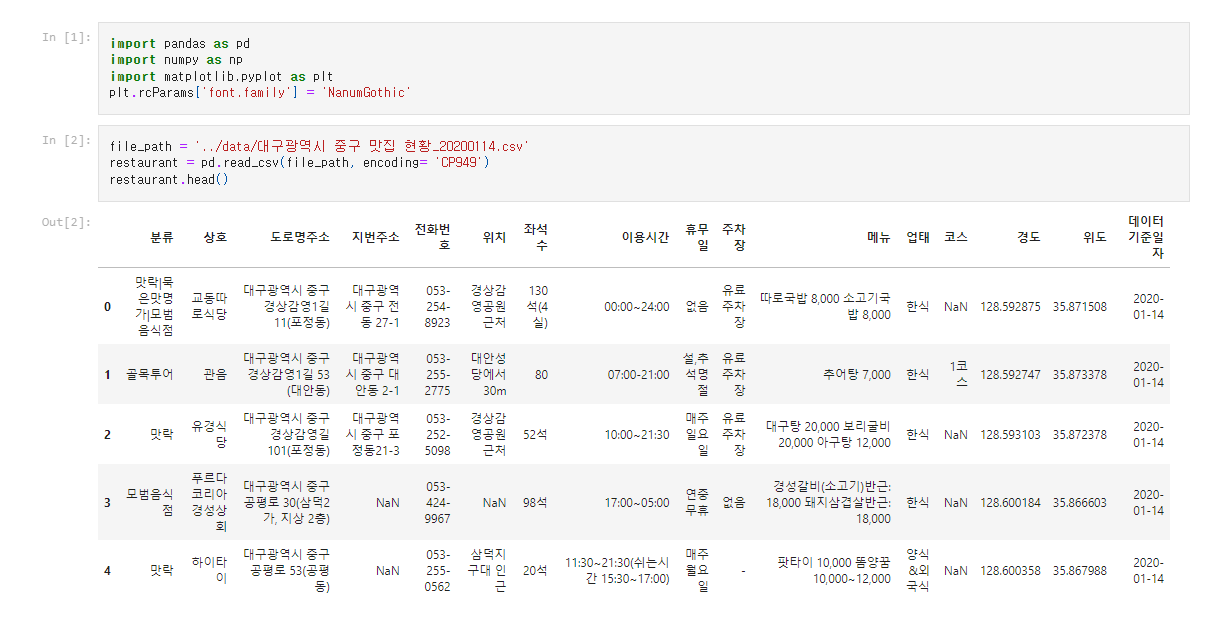 In [1]:
import pandas as pd
import numpy as np
import matplotlib.pyplot as plt
plt.rcParams['font.family'] = 'NanumGothic'
In [2]:
file_path = '../data/대구광역시 중구 맛집 현황_20200114.csv'
restaurant = pd.read_csv(file_path, encoding= 'CP949')
restaurant.head()
Out[2]:
분류 상호 도로명주소 지번주소 전화번호 위치 좌석수 이용시간 휴무일 주차장 메뉴 업태 코스 경도 위도 데이터기준일자
0 맛락|묵은맛명가|모범음식점 교동따로식당 대구광역시 중구 경상감영1길 11(포정동) 대구광역시 중구 전동 27-1 053-254-8923 경상감영공원 근처 130석(4실) 00:00~24:00 없음 유료주차장 따로국밥 8,000 소고기국밥 8,000 한식 NaN 128.592875 35.871508 2020-01-14
1 골목투어 관음 대구광역시 중구 경상감영1길 53(대안동) 대구광역시 중구 대안동 2-1 053-255-2775 대안성당에서 30m 80 07:00-21:00 설,추석명절 유료주차장 추어탕 7,000 한식 1코스 128.592747 35.873378 2020-01-14
2 맛락 유경식당 대구광역시 중구 경상감영길 101(포정동) 대구광역시 중구 포정동21-3 053-252-5098 경상감영공원 근처 52석 10:00~21:30 매주 일요일 유료주차장 대구탕 20,000 보리굴비 20,000 아구탕 12,000 한식 NaN 128.593103 35.872378 2020-01-14
3 모범음식점 푸르다코리아 경성상회 대구광역시 중구 공평로 30(삼덕2가, 지상 2층) NaN 053-424-9967 NaN 98석 17:00~05:00 연중무휴 없음 경성갈비(소고기)반근: 18,000 돼지삼겹살반근: 18,000 한식 NaN 128.600184 35.866603 2020-01-14
4 맛락 하이타이 대구광역시 중구 공평로 53(공평동) NaN 053-255-0562 삼덕지구대 인근 20석 11:30~21:30(쉬는시간 15:30~17:00) 매주 월요일 - 팟타이 10,000 똠양꿍 10,000~12,000 양식&외국식 NaN 128.600358 35.867988 2020-01-14